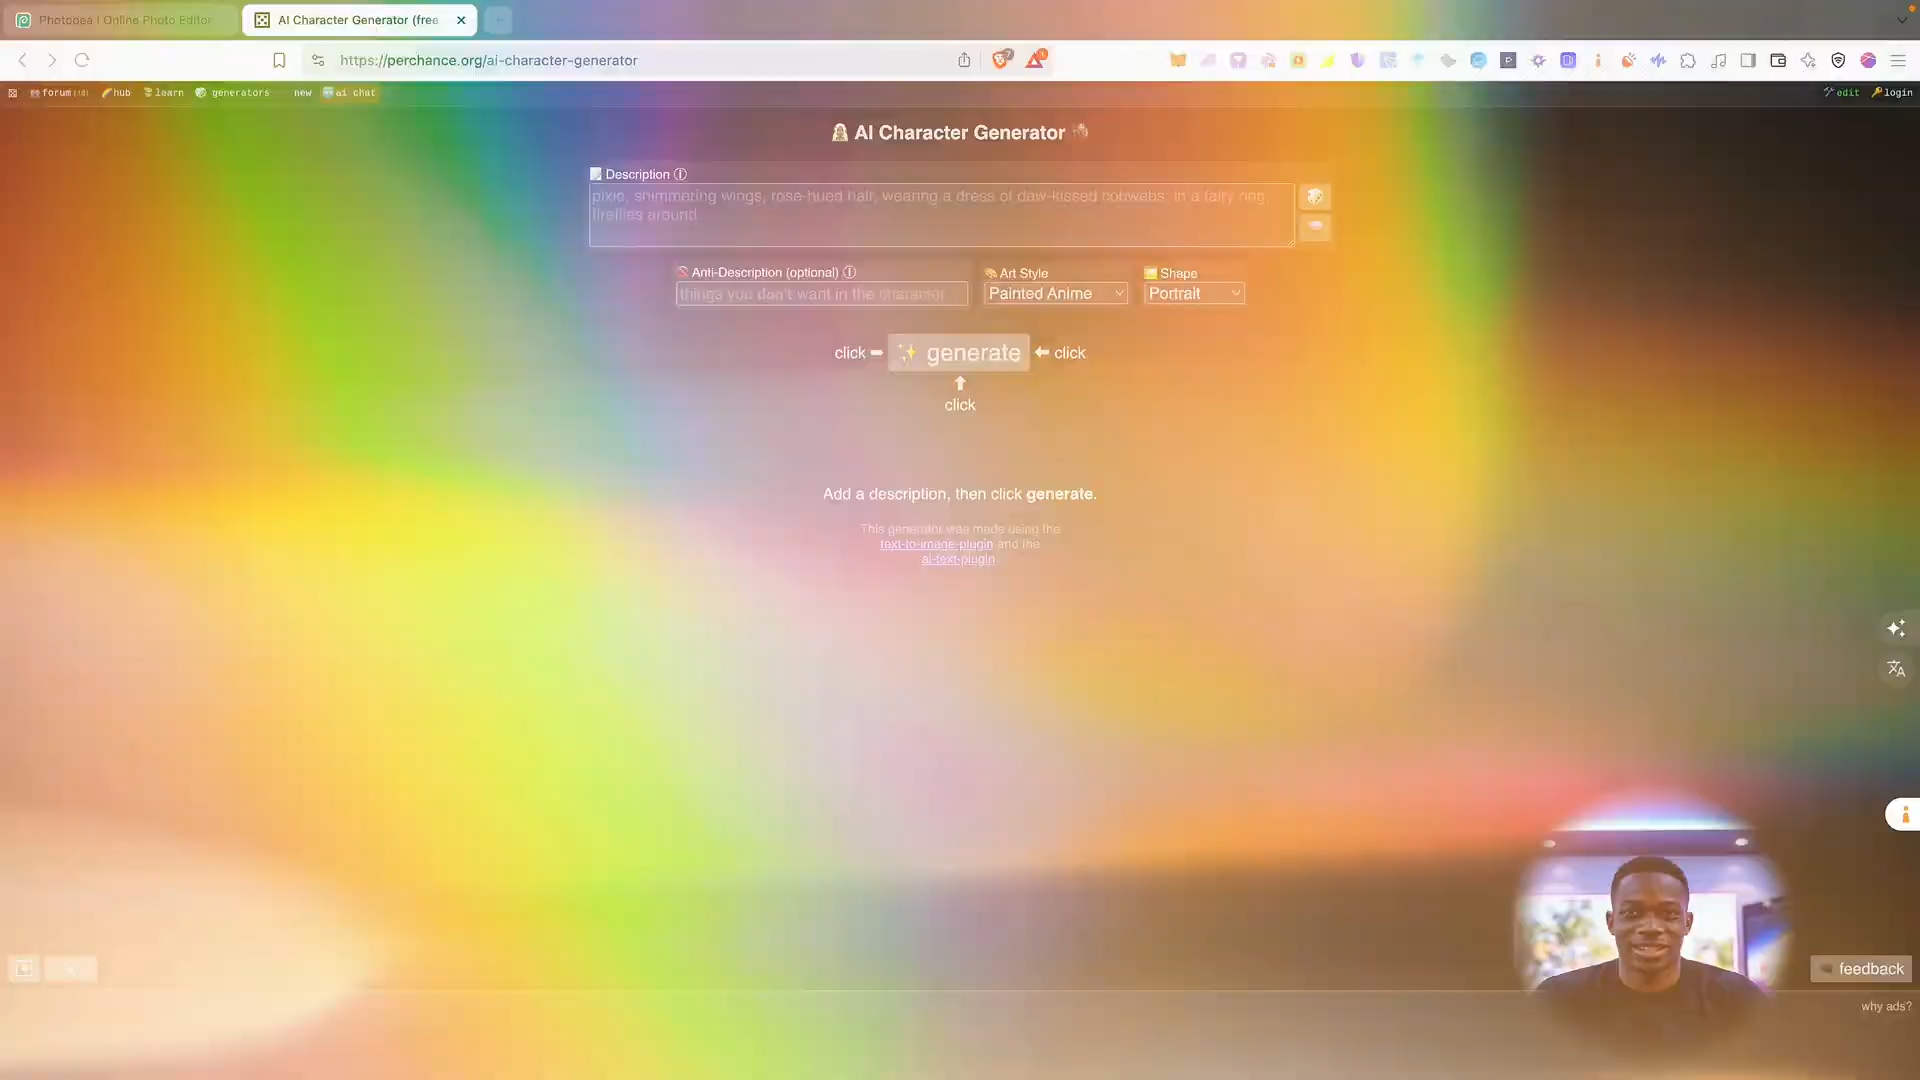 Photopea | Online Photo Editor
AI Character Generator (free
https://perchance.org/ai-character-generator
forum
hub
learn
generators
new
ai chat
edit
login
AI Character Generator
Description
pixie, shimmering wings, rose-hued hair, wearing a dress of dew-kissed cobwebs, in a fairy ring,
fireflies around
Anti-Description (optional)
Art Style
Shape
things you don't want in the character
Painted Anime
Portrait
click
generate
click
click
Add a description, then click generate.
This generator was made using the
text-to-image-plugin and the
ai-text-plugin
feedback
why ads?